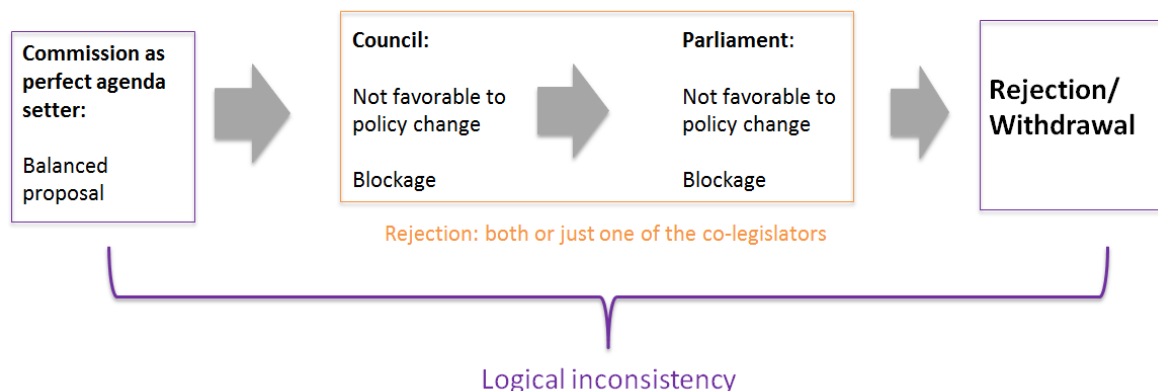 Commission as
perfect agenda
setter:
Balanced
proposal
Council:
Not favorable to
policy change
Blockage
Parliament:
Not favorable to
policy change
Blockage
Rejection/
Withdrawal
Rejection: both or just one of the co-legislators
Logical inconsistency